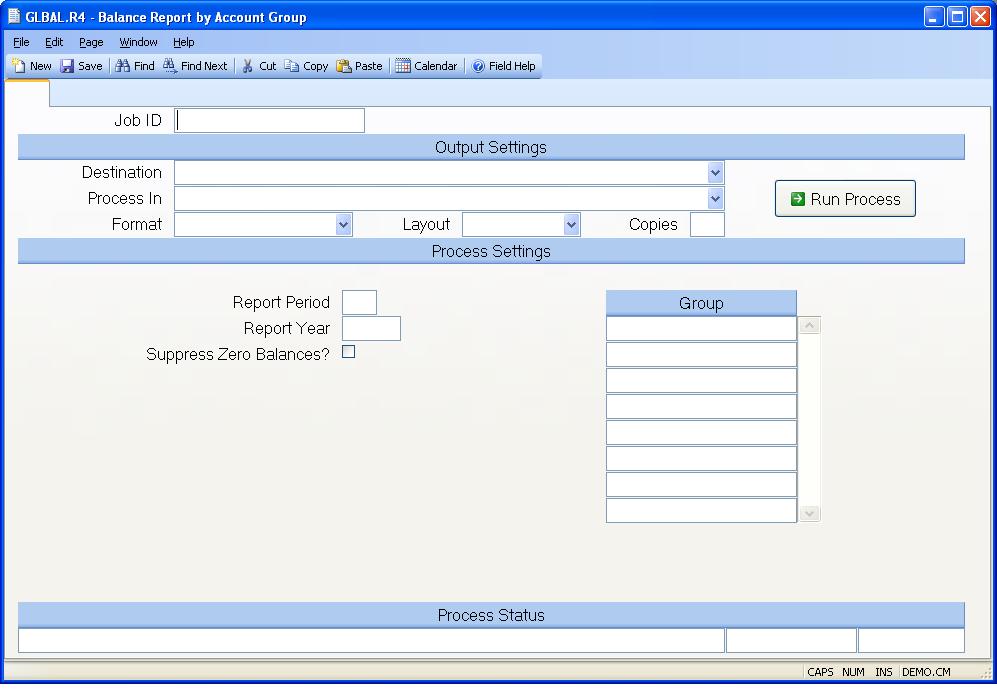 GLBAL.R4 - Balance Report by Account Group
File Edit Page Window Help
New Save Find Find Next Cut Copy Paste Calendar Field Help
Job ID
Output Settings
Destination
Process In
Run Process
Format Layout Copies
Process Settings
Report Period
Group
Report Year
Suppress Zero Balances?
Process Status
CAPS NUM INS DEMO.CM